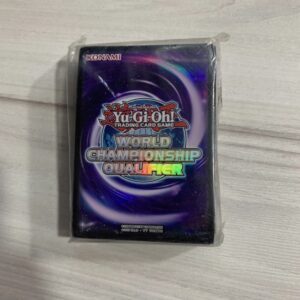 KONAMI
Yu-Gi-Oh!
TRADING CARD GAME
WORLD
CHAMPIONSHIP
QUALIFIER